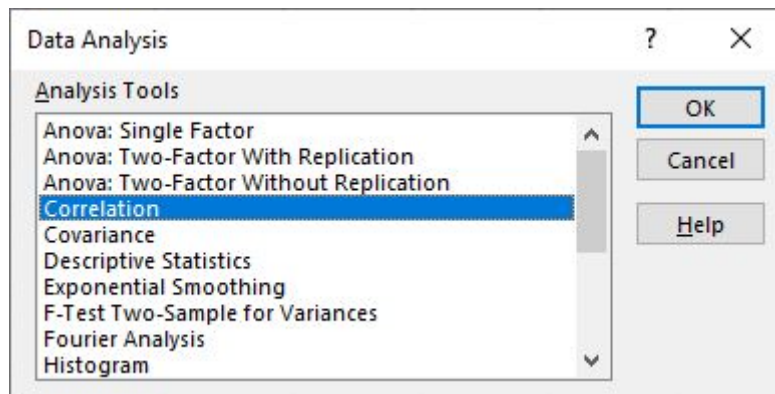 Data Analysis
?
Analysis Tools
Anova: Single Factor
Anova: Two-Factor With Replication
Anova: Two-Factor Without Replication
Correlation
Covariance
Descriptive Statistics
Exponential Smoothing
F-Test Two-Sample for Variances
Fourier Analysis
Histogram
OK
Cancel
Help